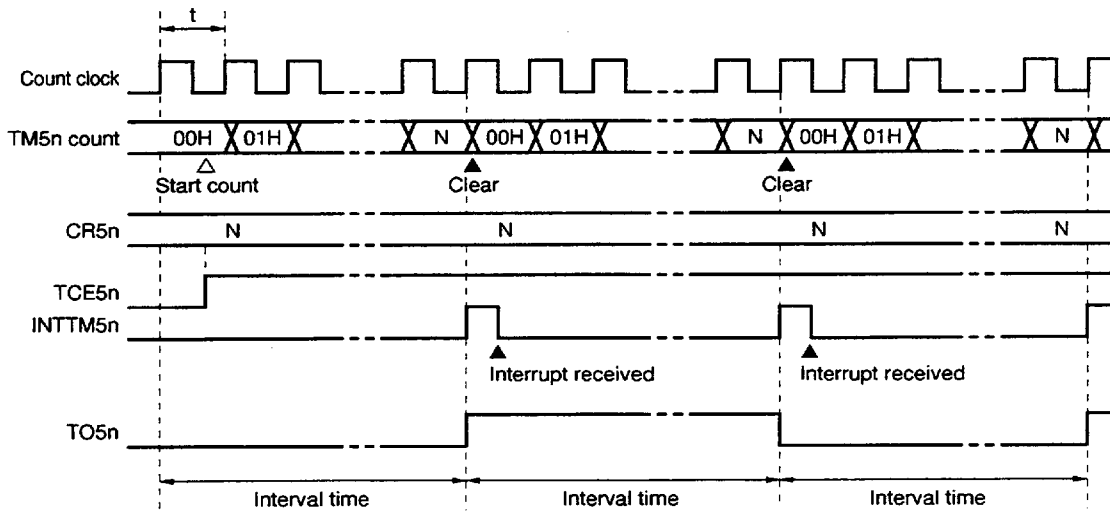 t
Count clock
TM5n count 00H 01H N 00H 01H N 00H 01H N
Start count Clear Clear
CR5n N N N N
TCE5n
INTTM5n
Interrupt received Interrupt received
TO5n
Interval time Interval time Interval time